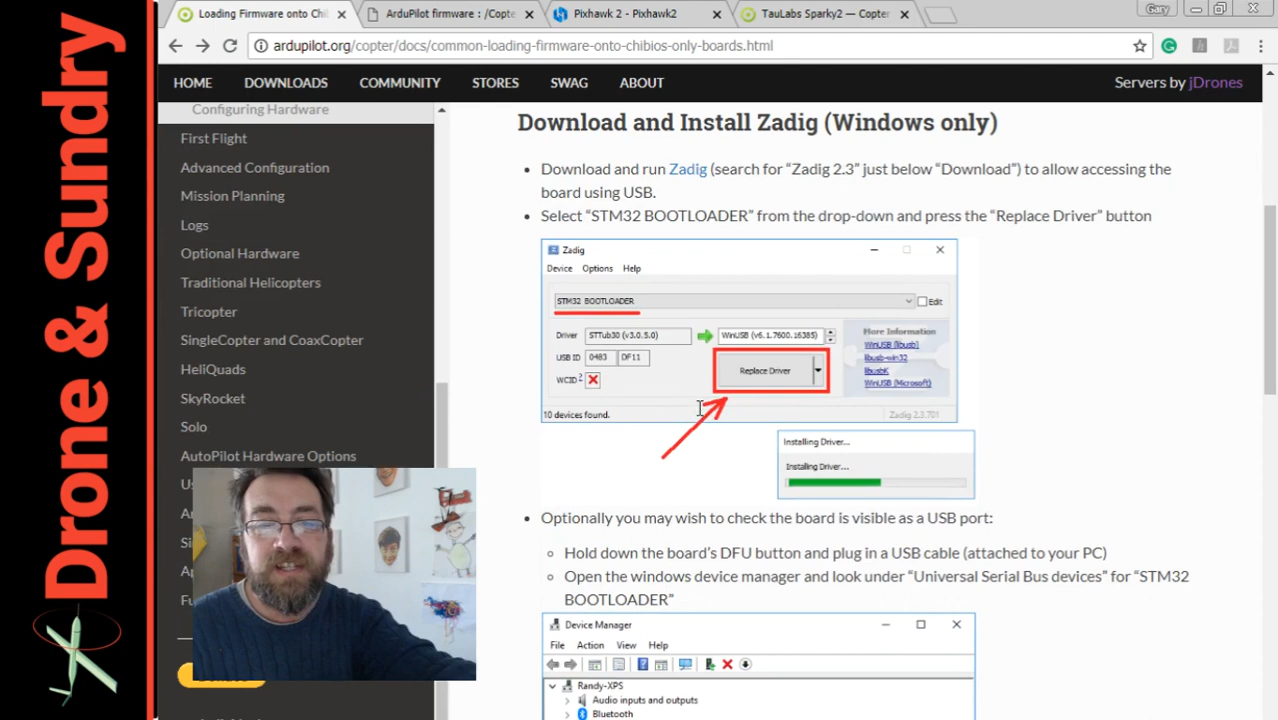 Drone & Sundry
Loading Firmware onto Chi
ArduPilot firmware : /Copte
Pixhawk 2 - Pixhawk2
TauLabs Sparky2 — Copter
Gary
ardupilot.org/copter/docs/common-loading-firmware-onto-chibios-only-boards.html
HOME
DOWNLOADS
COMMUNITY
STORES
SWAG
ABOUT
Servers by jDrones
Configuring Hardware
First Flight
Advanced Configuration
Mission Planning
Logs
Optional Hardware
Traditional Helicopters
Tricopter
SingleCopter and CoaxCopter
HeliQuads
SkyRocket
Solo
AutoPilot Hardware Options
Download and Install Zadig (Windows only)
Download and run Zadig (search for “Zadig 2.3” just below “Download”) to allow accessing the
board using USB.
Select “STM32 BOOTLOADER” from the drop-down and press the “Replace Driver” button
Zadig
Device Options Help
STM32 BOOTLOADER
Edit
Driver STTub30 (v3.0.5.0)
WinUSB (v6.1.7600.16385)
USB ID 0483 DF11
WCID ?
Replace Driver
More Information
WinUSB (libusb)
libusb-win32
libusbK
WinUSB (Microsoft)
10 devices found.
Zadig 2.3.701
Installing Driver...
Installing Driver...
Optionally you may wish to check the board is visible as a USB port:
Hold down the board’s DFU button and plug in a USB cable (attached to your PC)
Open the windows device manager and look under “Universal Serial Bus devices” for “STM32
BOOTLOADER”
Device Manager
File Action View Help
Randy-XPS
Audio inputs and outputs
Bluetooth